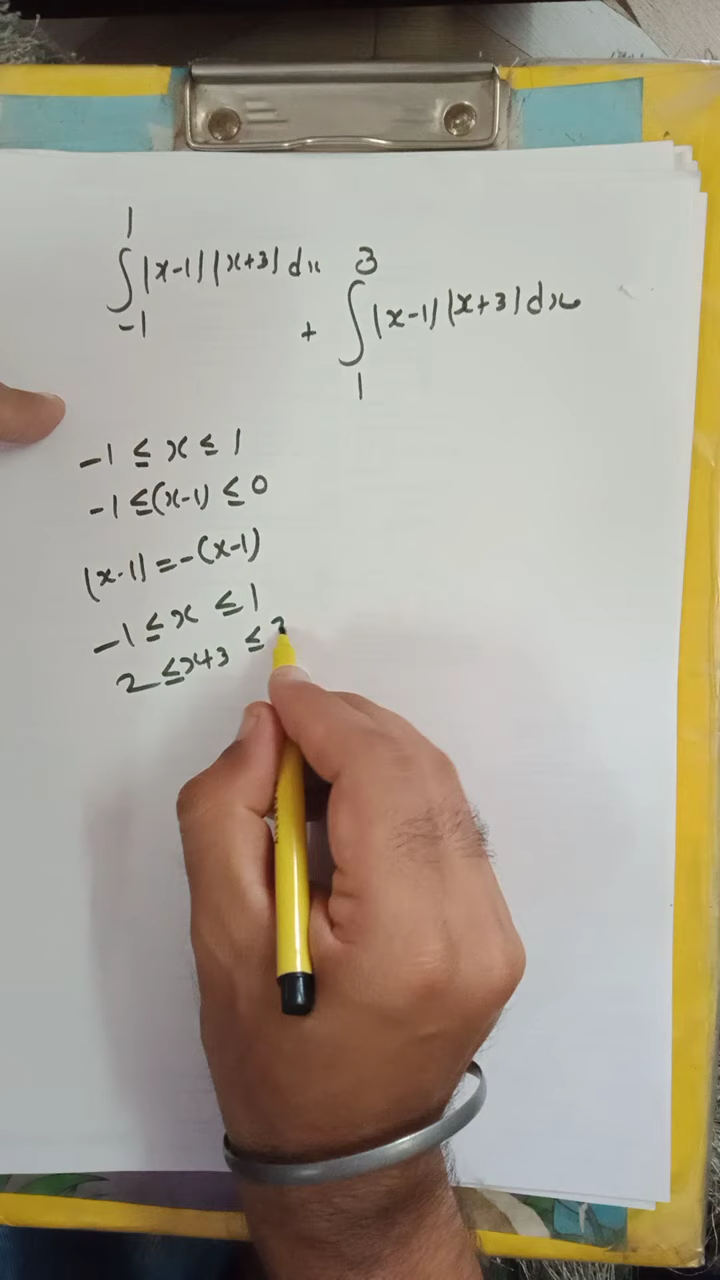 ∫₋₁¹ |x-1| |x+3| dx
+ ∫₁³ |x-1| |x+3| dx
-1 ≤ x ≤ 1
-1 ≤ (x-1) ≤ 0
|x-1| = -(x-1)
-1 ≤ x ≤ 1
2 ≤ x+3 ≤